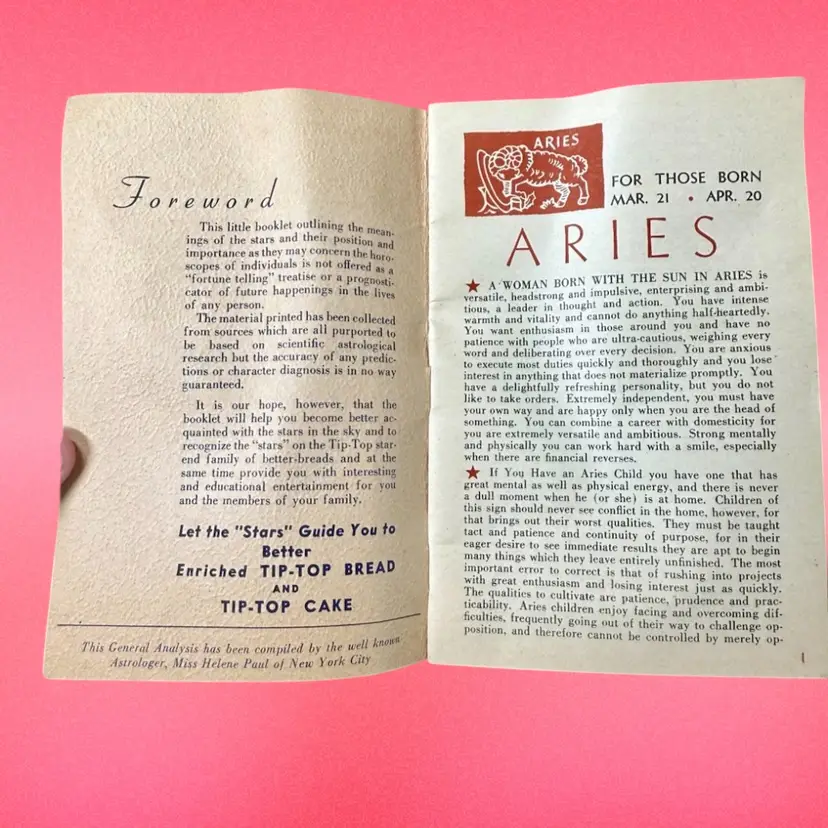 Foreword
This little booklet outlining the mean-
ings of the stars and their position and
importance as they may concern the horo-
scopes of individuals is not offered as a
"fortune telling" treatise or a prognosti-
cator of future happenings in the lives
of any person.
The material printed has been collected
from sources which are all purported to
be based on scientific astrological
research but the accuracy of any predic-
tions or character diagnosis is in no way
guaranteed.
It is our hope, however, that the
booklet will help you become better ac-
quainted with the stars in the sky and to
recognize the "stars" on the Tip-Top star-
end family of better-breads and at the
same time provide you with interesting
and educational entertainment for you
and the members of your family.
Let the "Stars" Guide You to
Better
Enriched TIP-TOP BREAD
AND
TIP-TOP CAKE
This General Analysis has been compiled by the well known
Astrologer, Miss Helene Paul of New York City
ARIES
FOR THOSE BORN
MAR. 21 • APR. 20
ARIES
★ A WOMAN BORN WITH THE SUN IN ARIES is
versatile, headstrong and impulsive, enterprising and ambi-
tious, a leader in thought and action. You have intense
warmth and vitality and cannot do anything half-heartedly.
You want enthusiasm in those around you and have no
patience with people who are ultra-cautious, weighing every
word and deliberating over every decision. You are anxious
to execute most duties quickly and thoroughly and you lose
interest in anything that does not materialize promptly. You
have a delightfully refreshing personality, but you do not
like to take orders. Extremely independent, you must have
your own way and are happy only when you are the head of
something. You can combine a career with domesticity for
you are extremely versatile and ambitious. Strong mentally
and physically you can work hard with a smile, especially
when there are financial reverses.
★ If You Have an Aries Child you have one that has
great mental as well as physical energy, and there is never
a dull moment when he (or she) is at home. Children of
this sign should never see conflict in the home, however, for
that brings out their worst qualities. They must be taught
tact and patience and continuity of purpose, for in their
eager desire to see immediate results they are apt to begin
many things which they leave entirely unfinished. The most
important error to correct is that of rushing into projects
with great enthusiasm and losing interest just as quickly.
The qualities to cultivate are patience, prudence and prac-
ticability. Aries children enjoy facing and overcoming dif-
ficulties, frequently going out of their way to challenge op-
position, and therefore cannot be controlled by merely op-
1